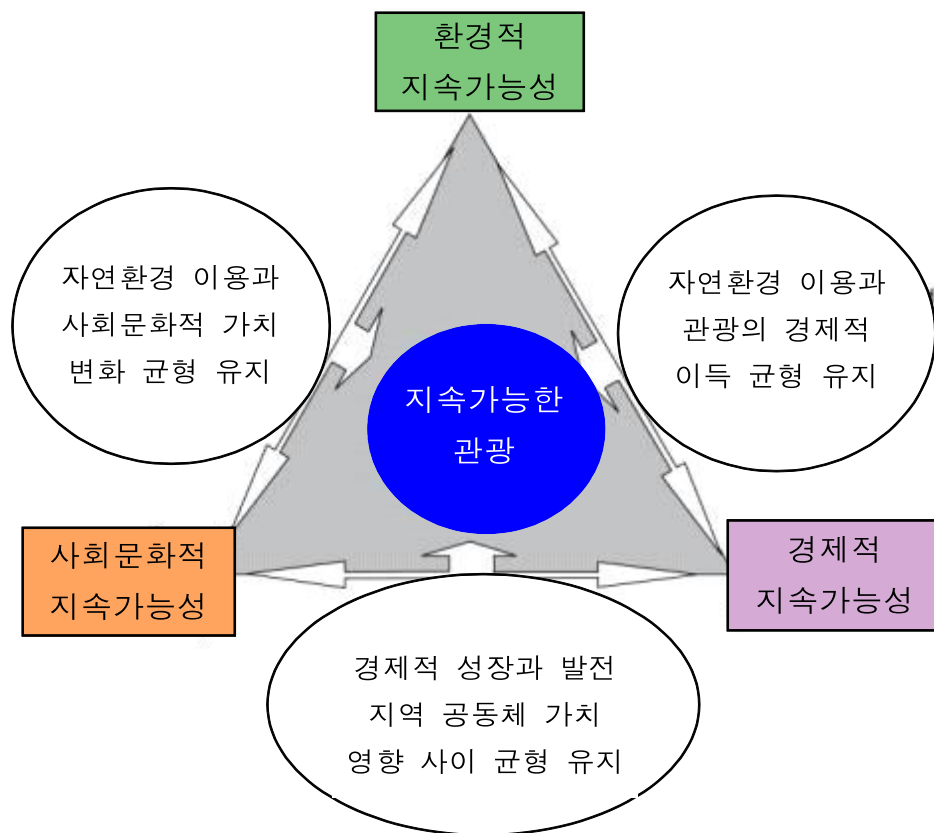 환경적
지속가능성
자연환경 이용과
사회문화적 가치
변화 균형 유지
자연환경 이용과
관광의 경제적
이득 균형 유지
지속가능한
관광
사회문화적
지속가능성
경제적
지속가능성
경제적 성장과 발전
지역 공동체 가치
영향 사이 균형 유지